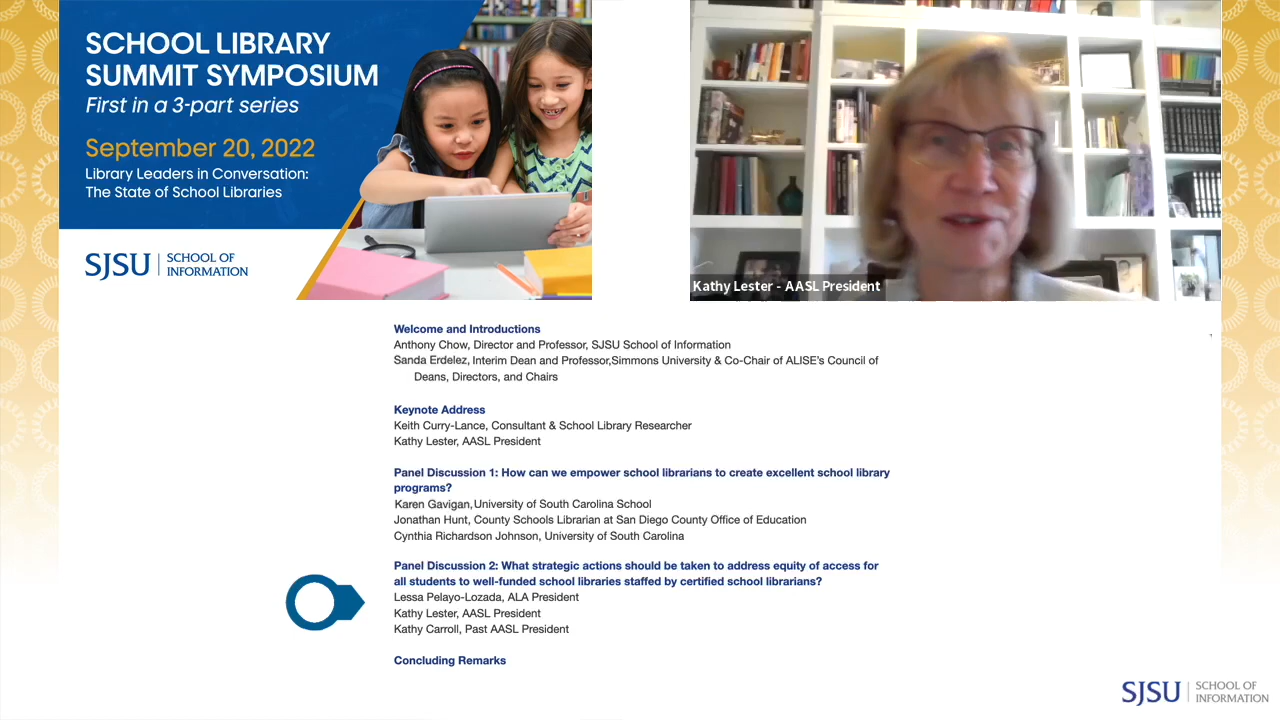 SCHOOL LIBRARY
SUMMIT SYMPOSIUM
First in a 3-part series
September 20, 2022
Library Leaders in Conversation:
The State of School Libraries
SJSU | SCHOOL OF
INFORMATION
Kathy Lester - AASL President
Welcome and Introductions
Anthony Chow, Director and Professor, SJSU School of Information
Sanda Erdelez, Interim Dean and Professor,Simmons University & Co-Chair of ALISE's Council of
Deans, Directors, and Chairs
Keynote Address
Keith Curry-Lance, Consultant & School Library Researcher
Kathy Lester, AASL President
Panel Discussion 1: How can we empower school librarians to create excellent school library
programs?
Karen Gavigan,University of South Carolina School
Jonathan Hunt, County Schools Librarian at San Diego County Office of Education
Cynthia Richardson Johnson, University of South Carolina
Panel Discussion 2: What strategic actions should be taken to address equity of access for
all students to well-funded school libraries staffed by certified school librarians?
Lessa Pelayo-Lozada, ALA President
Kathy Lester, AASL President
Kathy Carroll, Past AASL President
Concluding Remarks
SJSU | SCHOOL OF
INFORMATION